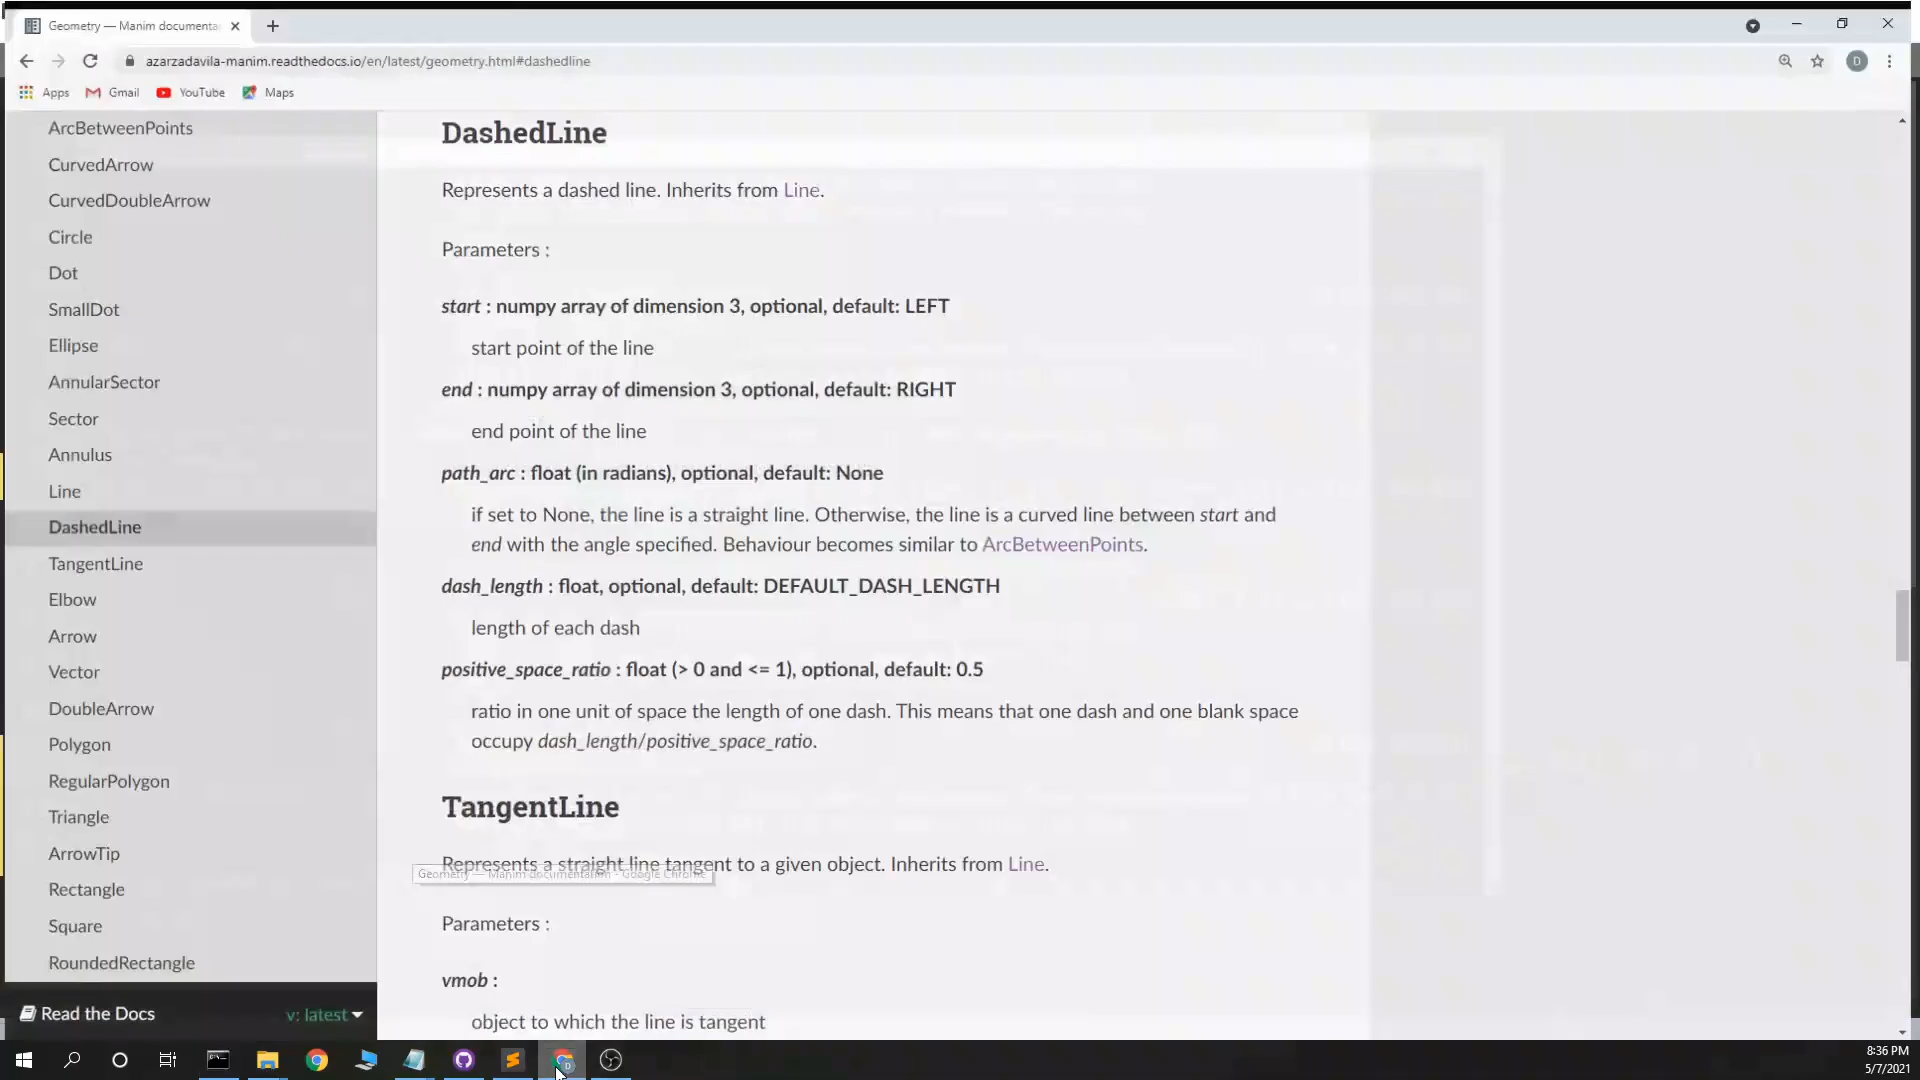 Geometry — Manim documenta
azarzadavila-manim.readthedocs.io/en/latest/geometry.html#dashedline
D
Apps
Gmail
YouTube
Maps
ArcBetweenPoints
CurvedArrow
CurvedDoubleArrow
Circle
Dot
SmallDot
Ellipse
AnnularSector
Sector
Annulus
Line
DashedLine
TangentLine
Elbow
Arrow
Vector
DoubleArrow
Polygon
RegularPolygon
Triangle
ArrowTip
Rectangle
Square
RoundedRectangle
Read the Docs
v: latest
DashedLine
Represents a dashed line. Inherits from Line.
Parameters :
start : numpy array of dimension 3, optional, default: LEFT
start point of the line
end : numpy array of dimension 3, optional, default: RIGHT
end point of the line
path_arc : float (in radians), optional, default: None
if set to None, the line is a straight line. Otherwise, the line is a curved line between start and
end with the angle specified. Behaviour becomes similar to ArcBetweenPoints.
dash_length : float, optional, default: DEFAULT_DASH_LENGTH
length of each dash
positive_space_ratio : float (> 0 and <= 1), optional, default: 0.5
ratio in one unit of space the length of one dash. This means that one dash and one blank space
occupy dash_length/positive_space_ratio.
TangentLine
Represents a straight line tangent to a given object. Inherits from Line.
Geometry — Manim documentation - Google Chrome
Parameters :
vmob :
object to which the line is tangent
8:36 PM
5/7/2021